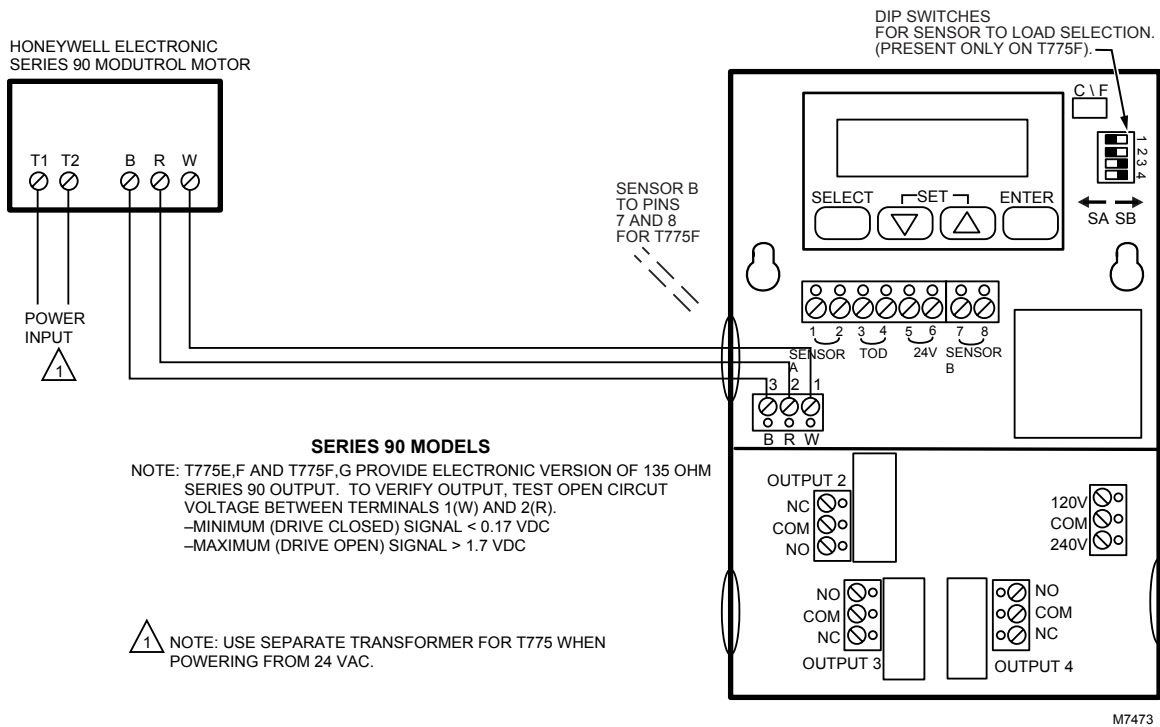 DIP SWITCHES
FOR SENSOR TO LOAD SELECTION.
(PRESENT ONLY ON T775F).
HONEYWELL ELECTRONIC
SERIES 90 MODUTROL MOTOR
T1 T2 B R W
POWER
INPUT
1
SENSOR B
TO PINS
7 AND 8
FOR T775F
C \ F
1
2
3
4
SA SB
SELECT SET ENTER
1 2 3 4 5 6 7 8
SENSOR
A
TOD
24V
SENSOR
B
3 2 1
B R W
SERIES 90 MODELS
NOTE: T775E,F AND T775F,G PROVIDE ELECTRONIC VERSION OF 135 OHM
SERIES 90 OUTPUT. TO VERIFY OUTPUT, TEST OPEN CIRCUT
VOLTAGE BETWEEN TERMINALS 1(W) AND 2(R).
–MINIMUM (DRIVE CLOSED) SIGNAL < 0.17 VDC
–MAXIMUM (DRIVE OPEN) SIGNAL > 1.7 VDC
1 NOTE: USE SEPARATE TRANSFORMER FOR T775 WHEN
POWERING FROM 24 VAC.
OUTPUT 2
NC
COM
NO
120V
COM
240V
NO
COM
NC
OUTPUT 3
NO
COM
NC
OUTPUT 4
M7473